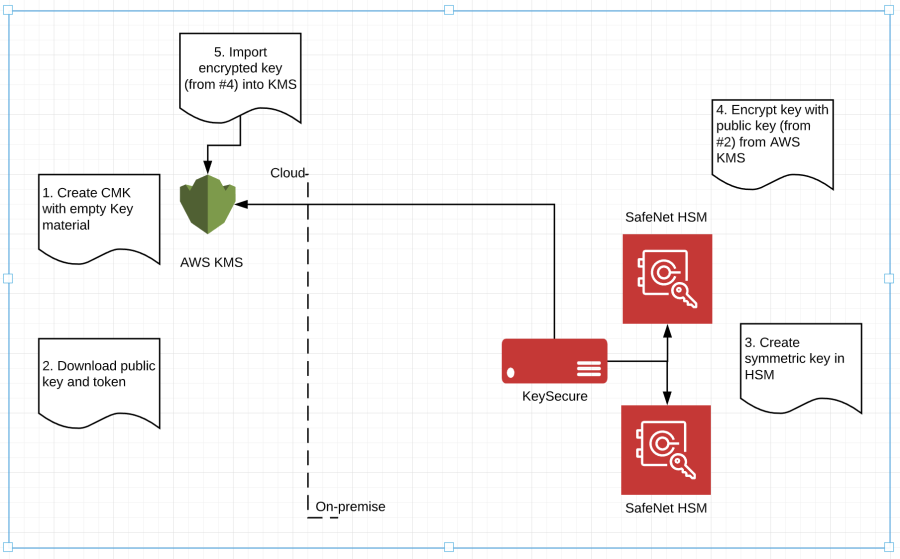 5. Import
encrypted key
(from #4) into KMS
4. Encrypt key with
public key (from
#2) from AWS
KMS
Cloud
1. Create CMK
with empty Key
material
SafeNet HSM
AWS KMS
3. Create
symmetric key in
HSM
2. Download public
key and token
KeySecure
On-premise
SafeNet HSM